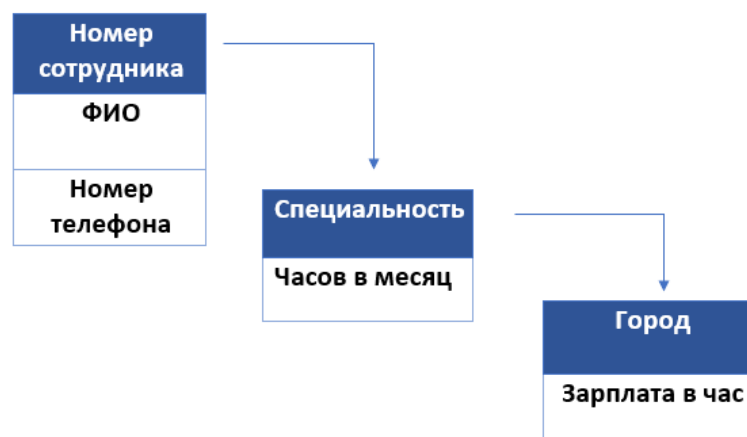 Номер
сотрудника
ФИО
Номер
телефона
Специальность
Часов в месяц
Город
Зарплата в час